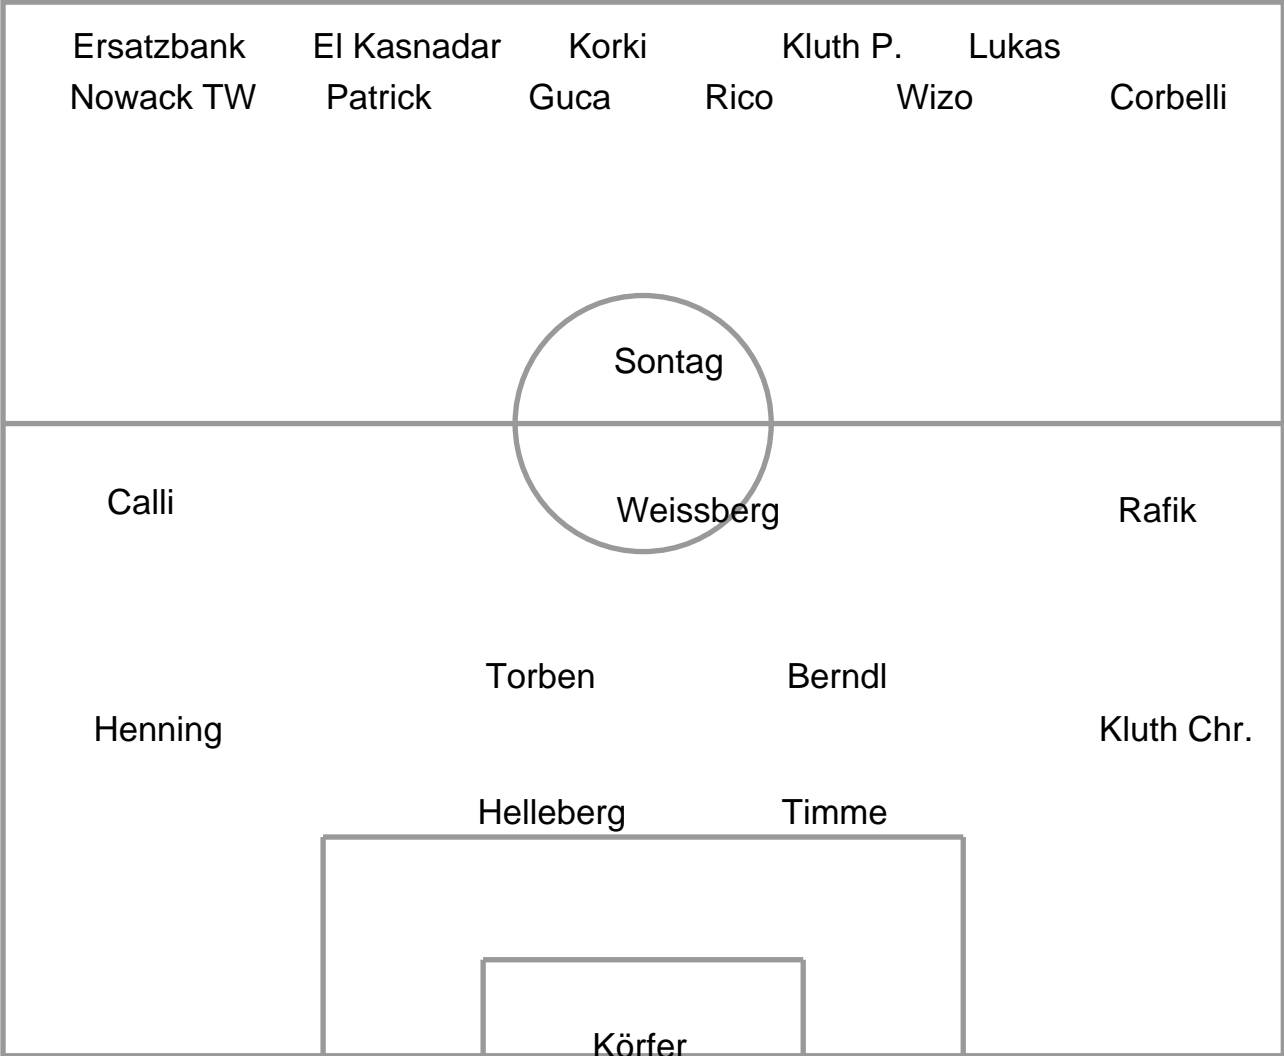 Ersatzbank El Kasnadar Korki Kluth P. Lukas
Nowack TW Patrick Guca Rico Wizo Corbelli
Sontag
Calli Weissberg Rafik
Torben Berndl
Henning Kluth Chr.
Helleberg Timme
Körfer